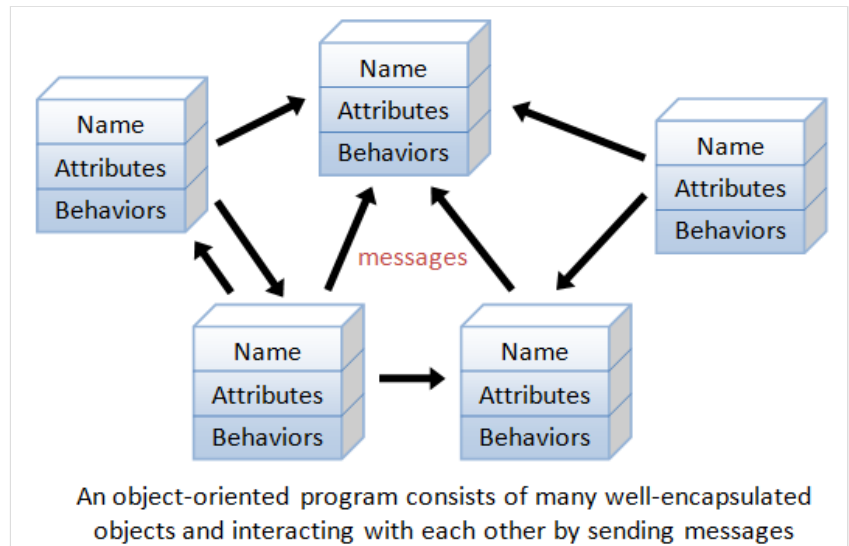 Name
Attributes
Behaviors
Name
Attributes
Behaviors
Name
Attributes
Behaviors
messages
Name
Attributes
Behaviors
Name
Attributes
Behaviors
An object-oriented program consists of many well-encapsulated
objects and interacting with each other by sending messages